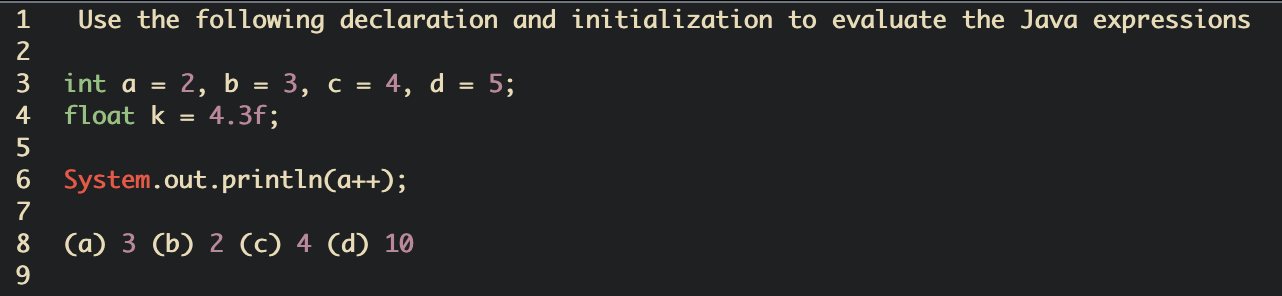 1 Use the following declaration and initialization to evaluate the Java expressions
2
3 int a = 2, b = 3, c = 4, d = 5;
4 float k = 4.3f;
5
6 System.out.println(a++);
7
8 (a) 3 (b) 2 (c) 4 (d) 10
9